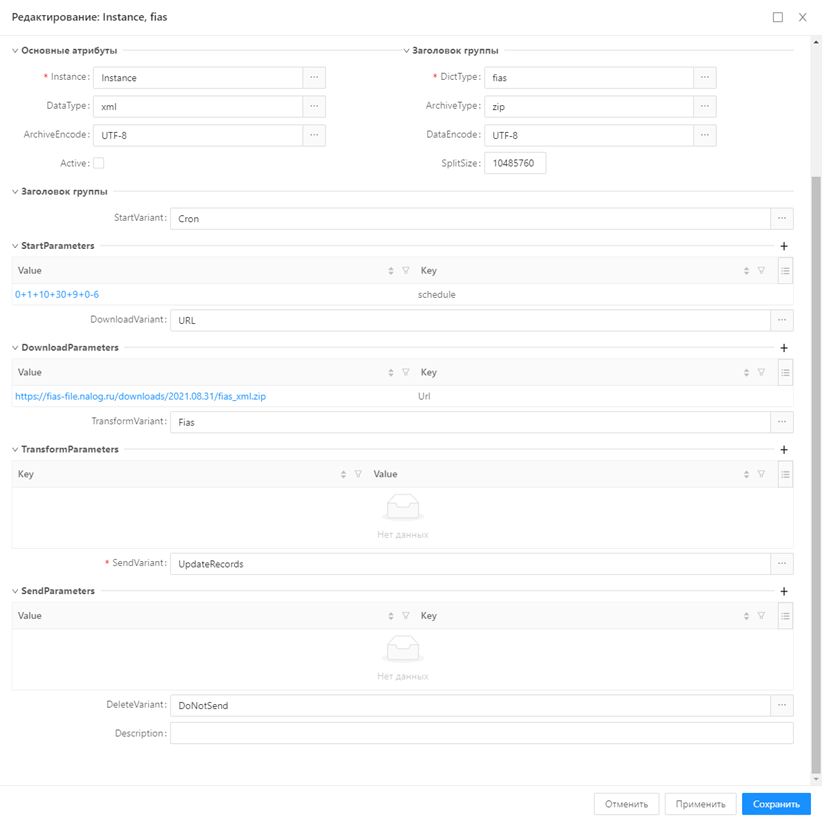 Редактирование: Instance, fias
Основные атрибуты
Заголовок группы
* Instance: Instance ...
* DictType: fias ...
DataType: xml ...
ArchiveType: zip ...
ArchiveEncode: UTF-8 ...
DataEncode: UTF-8 ...
Active:
SplitSize: 10485760
Заголовок группы
StartVariant: Cron ...
StartParameters +
Value Key
0+1+10+30+9+0-6 schedule
DownloadVariant: URL ...
DownloadParameters +
Value Key
https://fias-file.nalog.ru/downloads/2021.08.31/fias_xml.zip Url
TransformVariant: Fias ...
TransformParameters +
Key Value
Нет данных
* SendVariant: UpdateRecords ...
SendParameters +
Value Key
Нет данных
DeleteVariant: DoNotSend ...
Description:
Отменить Применить Сохранить